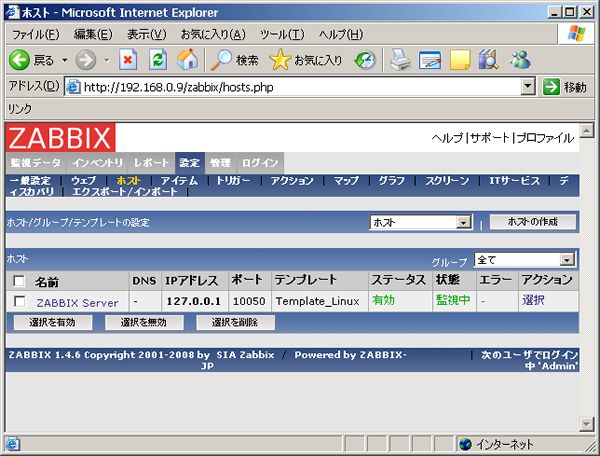 ホスト - Microsoft Internet Explorer
ファイル(F) 編集(E) 表示(V) お気に入り(A) ツール(T) ヘルプ(H)
戻る 検索 お気に入り
アドレス(D) http://192.168.0.9/zabbix/hosts.php 移動
リンク
ZABBIX ヘルプ|サポート|プロファイル
監視データ インベントリ レポート 設定 管理 ログイン
一般設定 | ウェブ | ホスト | アイテム | トリガー | アクション | マップ | グラフ | スクリーン | ITサービス | デ
ィスカバリ | エクスポート/インポート |
ホスト/グループ/テンプレートの設定 ホスト | ホストの作成
ホスト グループ 全て
名前 DNS IPアドレス ポート テンプレート ステータス 状態 エラー アクション
ZABBIX Server - 127.0.0.1 10050 Template_Linux 有効 監視中 - 選択
選択を有効 選択を無効 選択を削除
ZABBIX 1.4.6 Copyright 2001-2008 by SIA Zabbix / Powered by ZABBIX- | 次のユーザでログイン
JP 中 'Admin'
インターネット